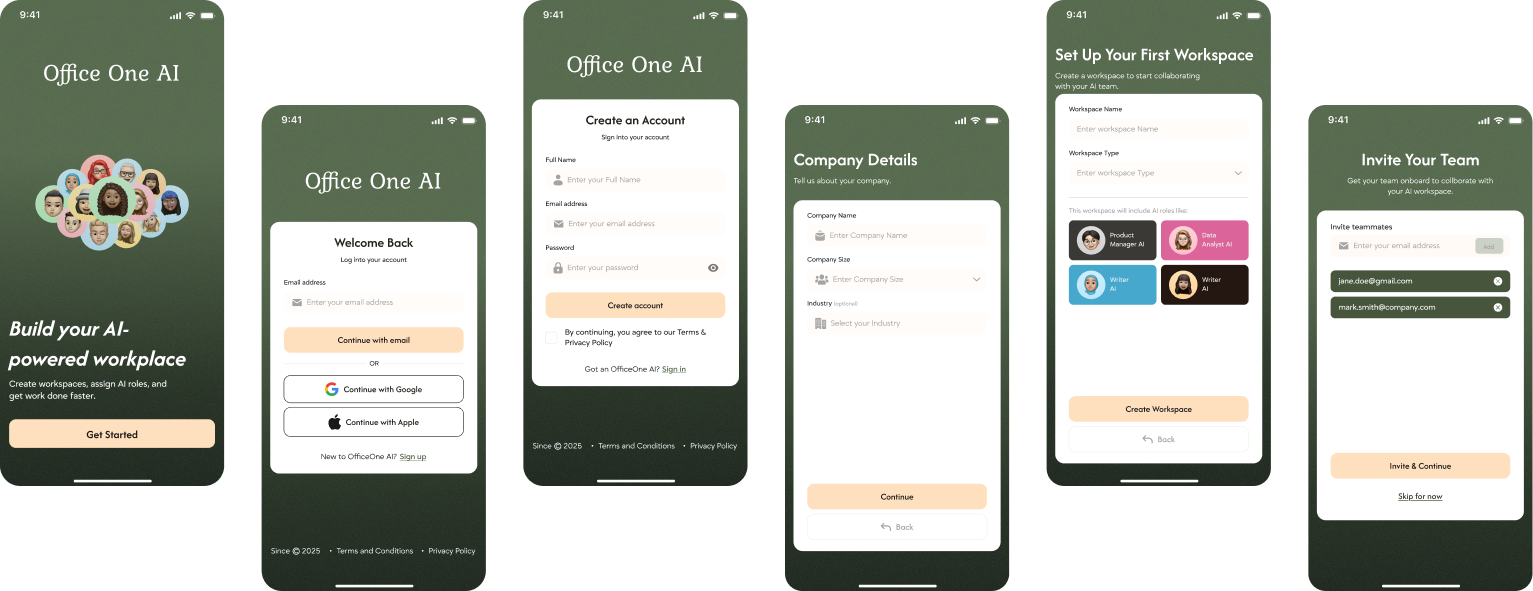 9:41
Office One AI
Build your AI-
powered workplace
Create workspaces, assign AI roles, and
get work done faster.
Get Started
9:41
Office One AI
Welcome Back
Log into your account
Email address
Enter your email address
Continue with email
OR
Continue with Google
Continue with Apple
New to OfficeOne AI? Sign up
Since © 2025 • Terms and Conditions • Privacy Policy
9:41
Office One AI
Create an Account
Sign into your account
Full Name
Enter your Full Name
Email address
Enter your email address
Password
Enter your password
Create account
By continuing, you agree to our Terms &
Privacy Policy
Got an OfficeOne AI? Sign in
Since © 2025 • Terms and Conditions • Privacy Policy
9:41
Company Details
Tell us about your company.
Company Name
Enter Company Name
Company Size
Enter Company Size
Industry (optional)
Select your Industry
Continue
Back
9:41
Set Up Your First Workspace
Create a workspace to start collaborating
with your AI team.
Workspace Name
Enter workspace Name
Workspace Type
Enter workspace Type
This workspace will include AI roles like:
Product
Manager AI
Data
Analyst AI
Writer
AI
Writer
AI
Create Workspace
Back
9:41
Invite Your Team
Get your team onboard to collborate with
your AI workspace.
Invite teammates
Enter your email address
Add
jane.doe@gmail.com
mark.smith@company.com
Invite & Continue
Skip for now